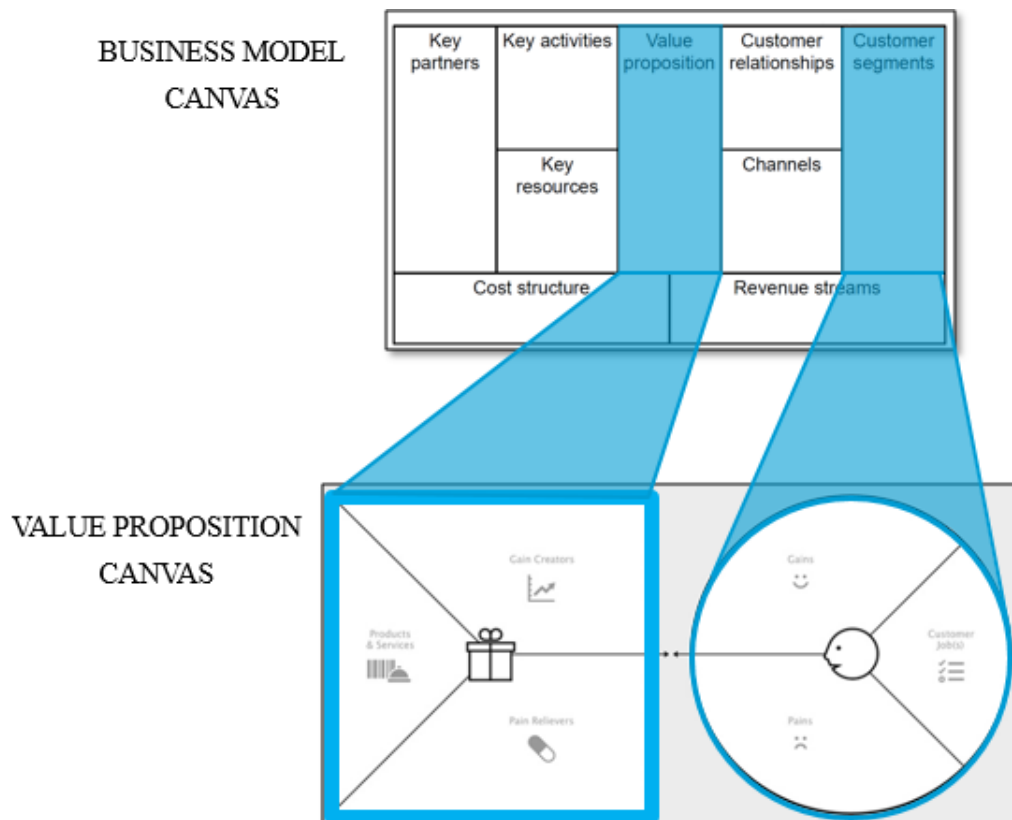 BUSINESS MODEL
CANVAS
Key
partners
Key activities
Value
proposition
Customer
relationships
Customer
segments
Key
resources
Channels
Cost structure
Revenue streams
VALUE PROPOSITION
CANVAS
Gain Creators
Products
& Services
Pain Relievers
Gains
Customer
Job(s)
Pains